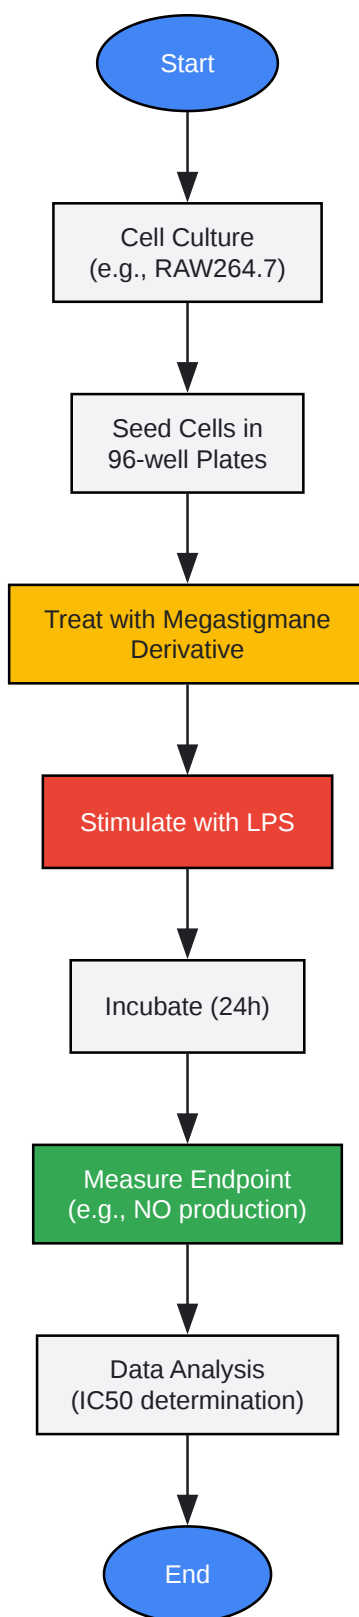 Start
Cell Culture
(e.g., RAW264.7)
Seed Cells in
96-well Plates
Treat with Megastigmane
Derivative
Stimulate with LPS
Incubate (24h)
Measure Endpoint
(e.g., NO production)
Data Analysis
(IC50 determination)
End